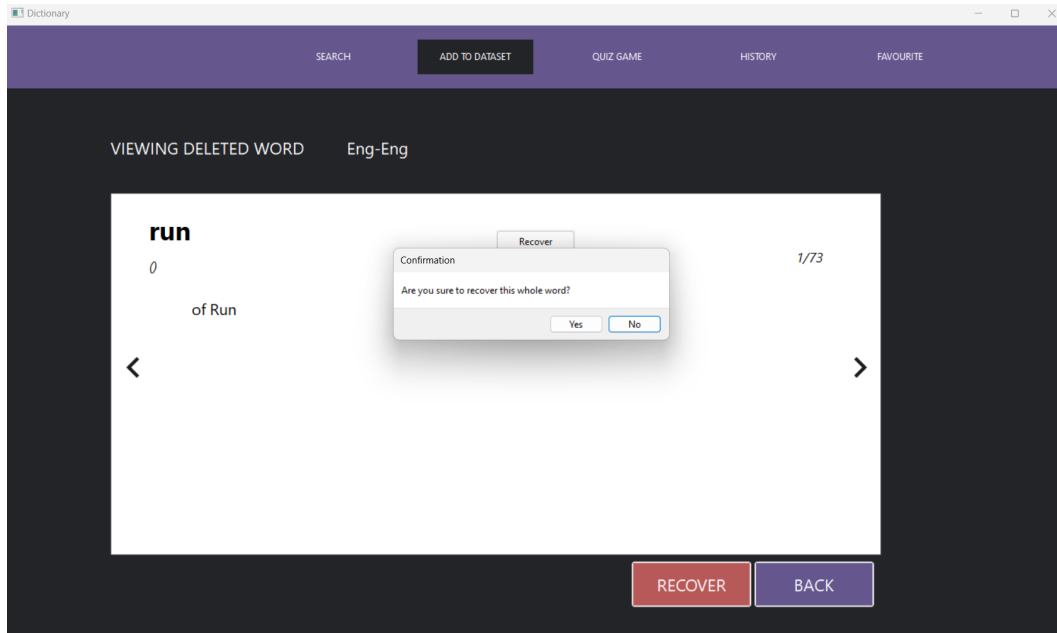 Dictionary
SEARCH ADD TO DATASET QUIZ GAME HISTORY FAVOURITE
VIEWING DELETED WORD Eng-Eng
run
Recover
1/73
()
of Run
Confirmation
Are you sure to recover this whole word?
Yes No
RECOVER BACK